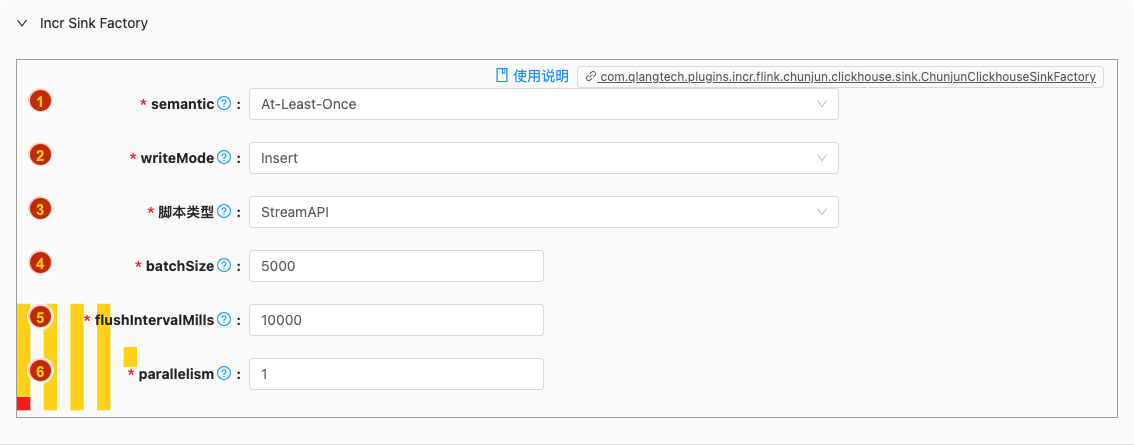 Incr Sink Factory
使用说明 com.qlangtech.plugins.incr.flink.chunjun.clickhouse.sink.ChunjunClickhouseSinkFactory
1 * semantic ? : At-Least-Once
2 * writeMode ? : Insert
3 * 脚本类型 ? : StreamAPI
4 * batchSize ? : 5000
5 * flushIntervalMills ? : 10000
6 * parallelism ? : 1